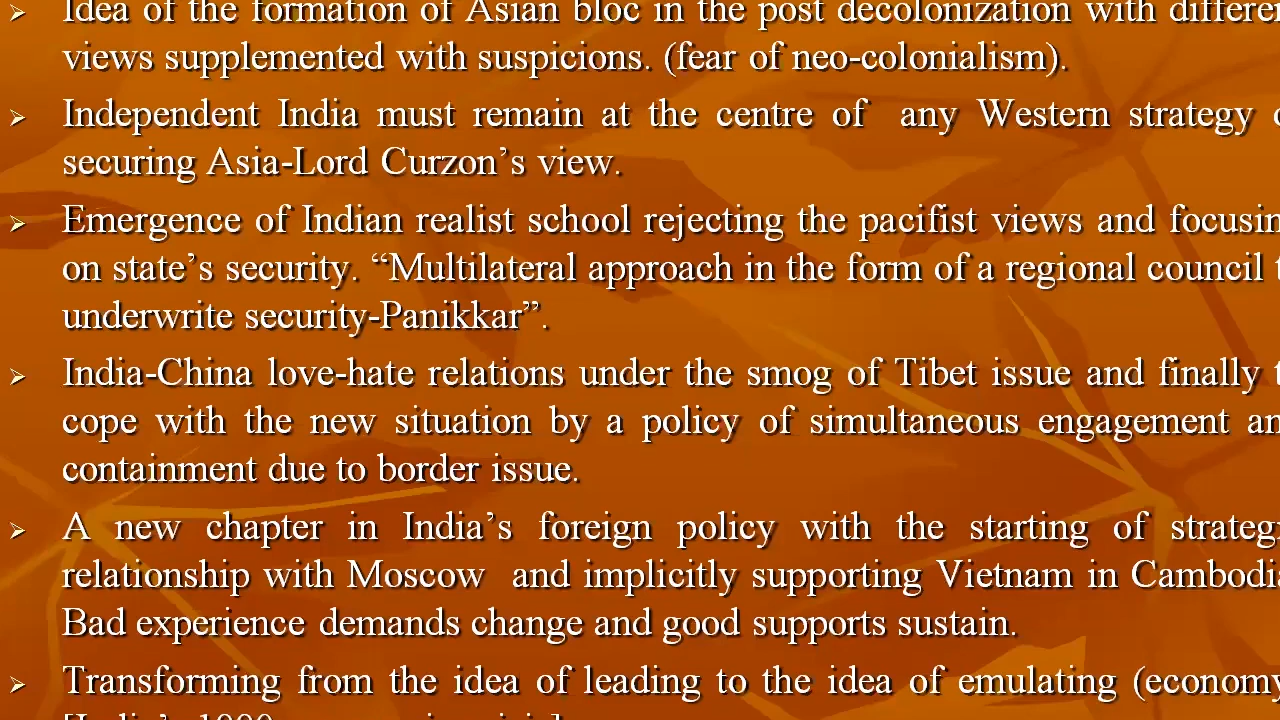 ➢ Idea of the formation of Asian bloc in the post decolonization with
views supplemented with suspicions. (fear of neo-colonialism).
➢ Independent India must remain at the centre of any Western strategy
securing Asia-Lord Curzon’s view.
➢ Emergence of Indian realist school rejecting the pacifist views and
on state’s security. “Multilateral approach in the form of a regional council
underwrite security-Panikkar”.
➢ India-China love-hate relations under the smog of Tibet issue and finally
cope with the new situation by a policy of simultaneous engagement
containment due to border issue.
➢ A new chapter in India’s foreign policy with the starting of
relationship with Moscow and implicitly supporting Vietnam in
Bad experience demands change and good supports sustain.
➢ Transforming from the idea of leading to the idea of emulating (economy